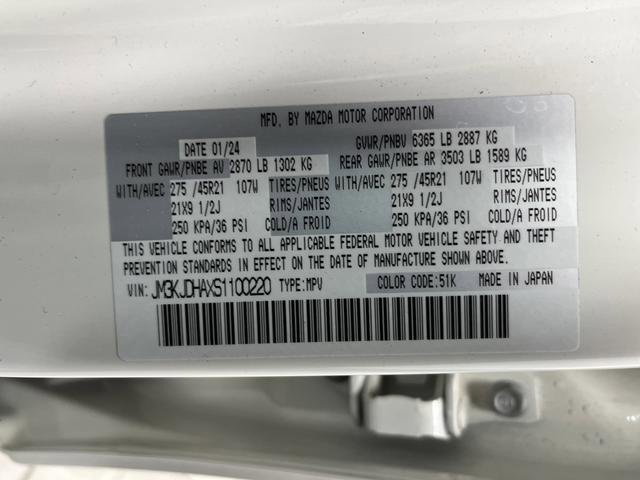 MFD. BY MAZDA MOTOR CORPORATION
DATE 01/24 GVWR/PNBV 6365 LB 2887 KG
FRONT GAWR/PNBE AV 2870 LB 1302 KG REAR GAWR/PNBE AR 3503 LB 1589 KG
WITH/AVEC 275 /45R21 107W TIRES/PNEUS WITH/AVEC 275 /45R21 107W TIRES/PNEUS
21X9 1/2J RIMS/JANTES 21X9 1/2J RIMS/JANTES
250 KPA/36 PSI COLD/A FROID 250 KPA/36 PSI COLD/A FROID
THIS VEHICLE CONFORMS TO ALL APPLICABLE FEDERAL MOTOR VEHICLE SAFETY AND THEFT
PREVENTION STANDARDS IN EFFECT ON THE DATE OF MANUFACTURE SHOWN ABOVE.
VIN: JM3KJDHAXS1100220 TYPE:MPV COLOR CODE:51K MADE IN JAPAN